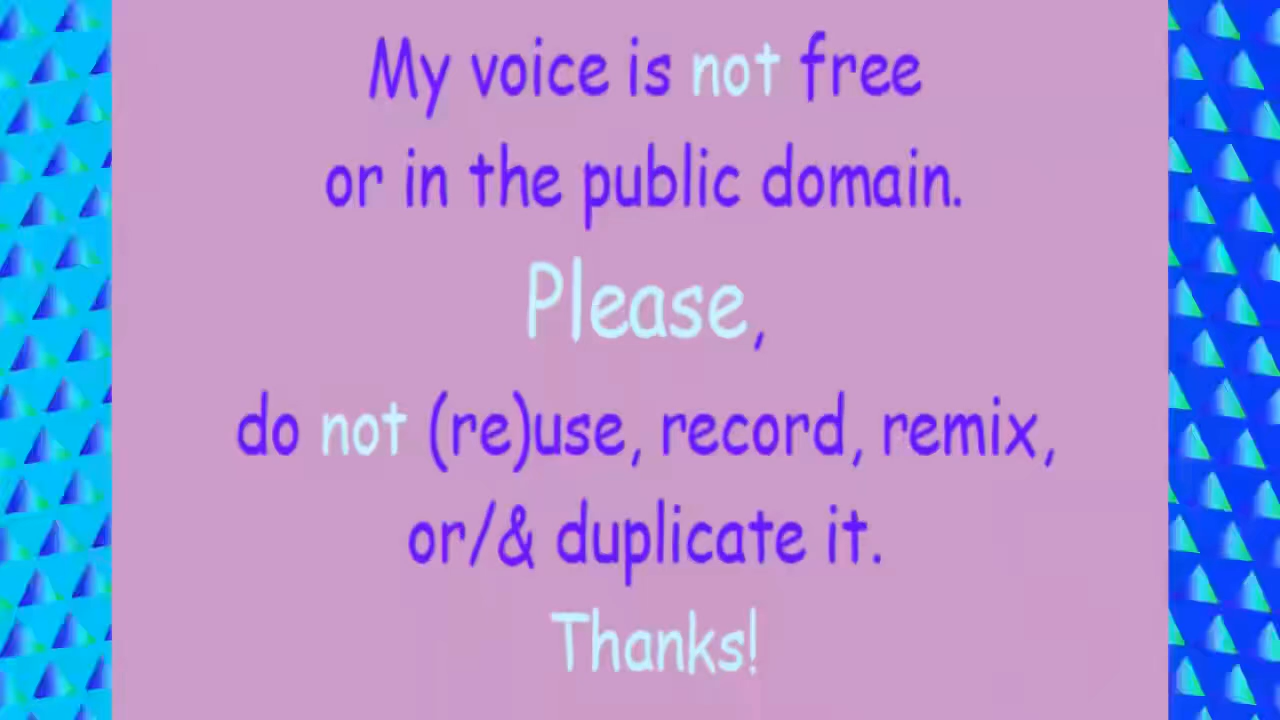 My voice is not free
or in the public domain.
Please,
do not (re)use, record, remix,
or/& duplicate it.
Thanks!